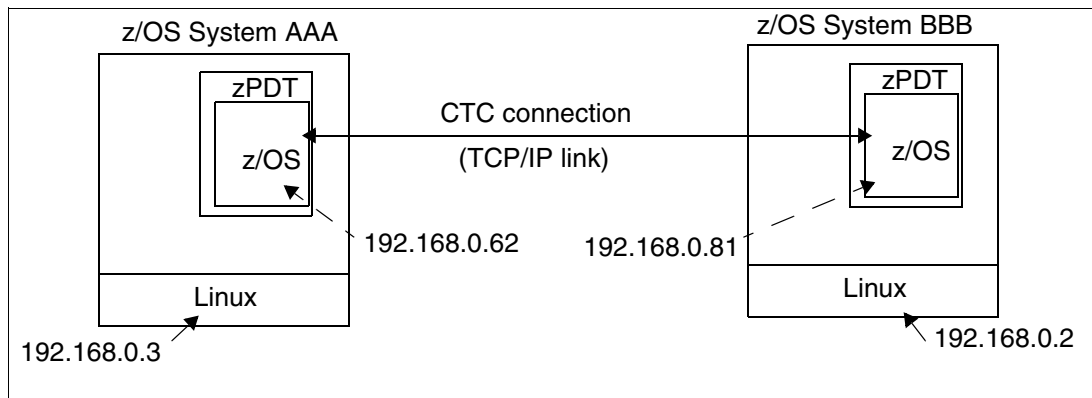 z/OS System AAA
z/OS System BBB
zPDT
zPDT
CTC connection
z/OS
(TCP/IP link)
z/OS
192.168.0.62
192.168.0.81
Linux
Linux
192.168.0.3
192.168.0.2